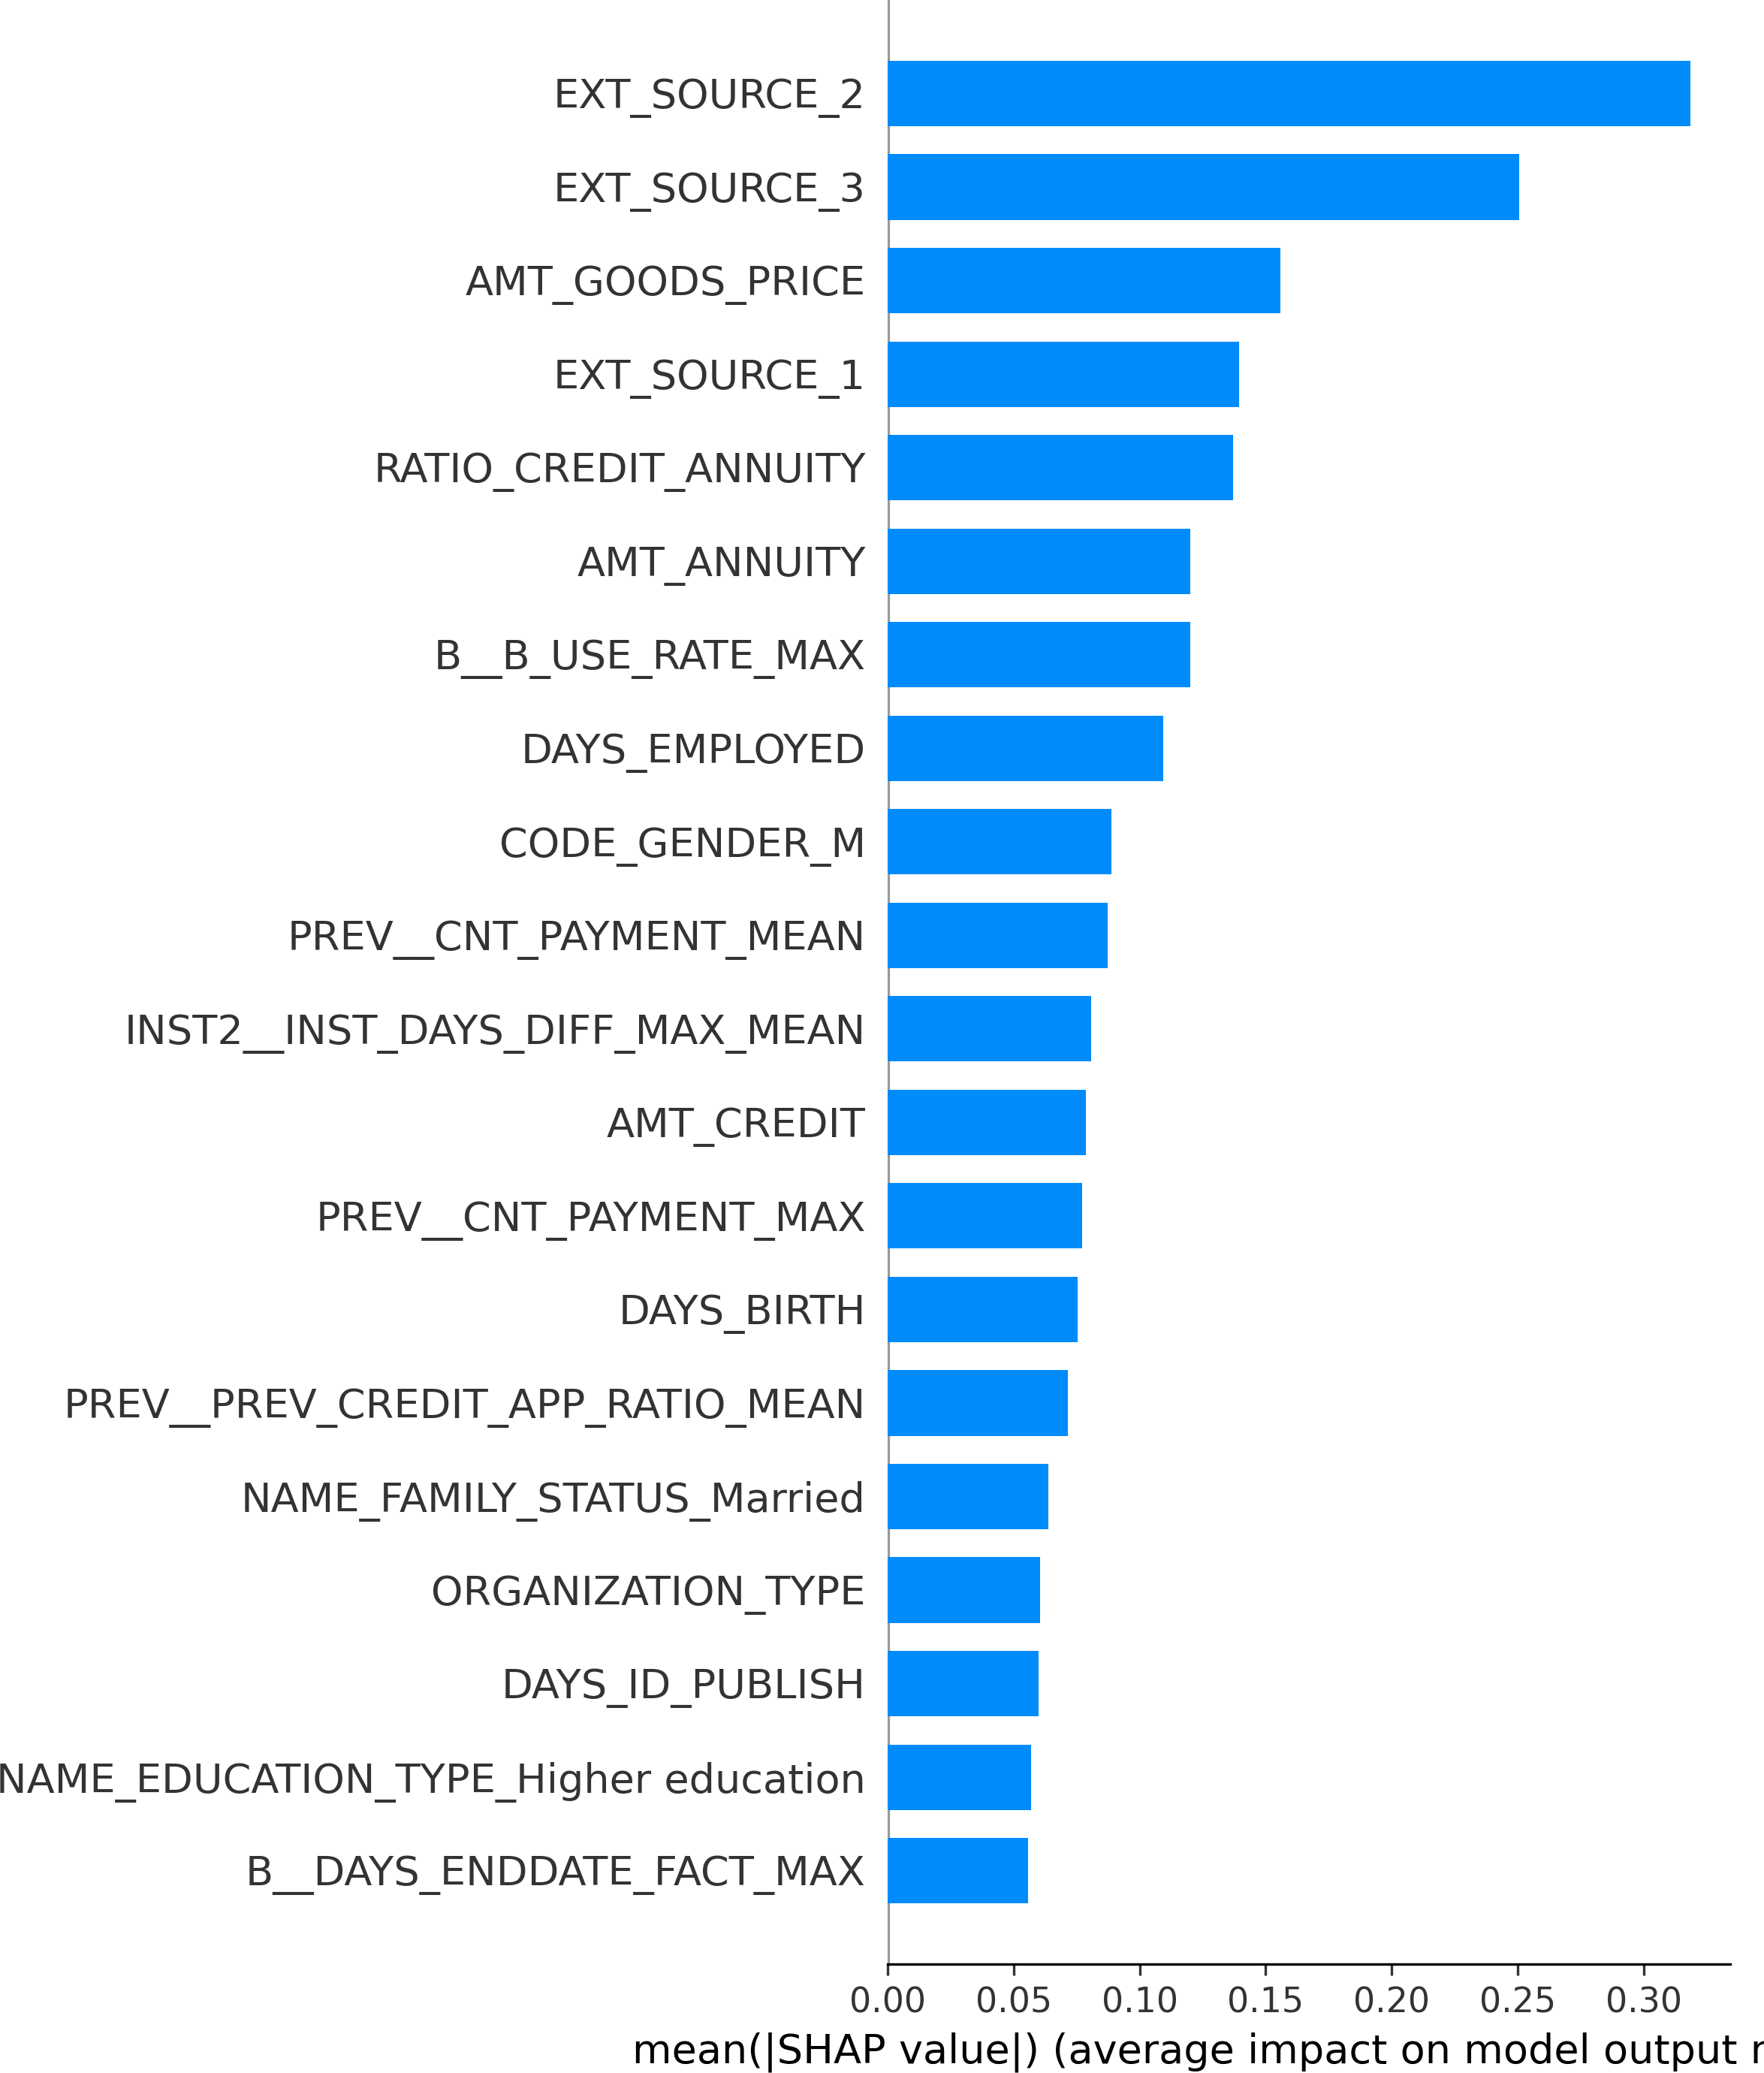 EXT_SOURCE_2
EXT_SOURCE_3
AMT_GOODS_PRICE
EXT_SOURCE_1
RATIO_CREDIT_ANNUITY
AMT_ANNUITY
B__B_USE_RATE_MAX
DAYS_EMPLOYED
CODE_GENDER_M
PREV__CNT_PAYMENT_MEAN
INST2__INST_DAYS_DIFF_MAX_MEAN
AMT_CREDIT
PREV__CNT_PAYMENT_MAX
DAYS_BIRTH
PREV__PREV_CREDIT_APP_RATIO_MEAN
NAME_FAMILY_STATUS_Married
ORGANIZATION_TYPE
DAYS_ID_PUBLISH
NAME_EDUCATION_TYPE_Higher education
B__DAYS_ENDDATE_FACT_MAX
0.00 0.05 0.10 0.15 0.20 0.25 0.30
mean(|SHAP value|) (average impact on model output